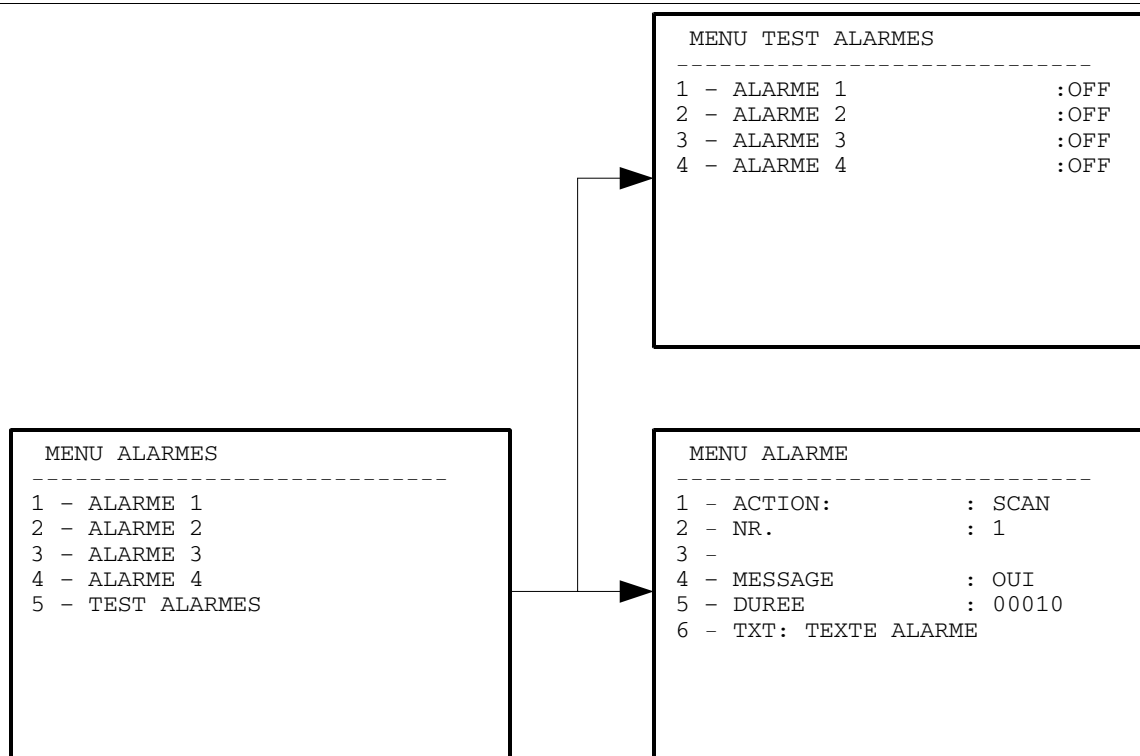 MENU TEST ALARMES
-----------------------------
1 - ALARME 1 :OFF
2 - ALARME 2 :OFF
3 - ALARME 3 :OFF
4 - ALARME 4 :OFF
MENU ALARMES
-----------------------------
1 - ALARME 1
2 - ALARME 2
3 - ALARME 3
4 - ALARME 4
5 - TEST ALARMES
MENU ALARME
-----------------------------
1 - ACTION: : SCAN
2 - NR. : 1
3 -
4 - MESSAGE : OUI
5 - DUREE : 00010
6 - TXT: TEXTE ALARME